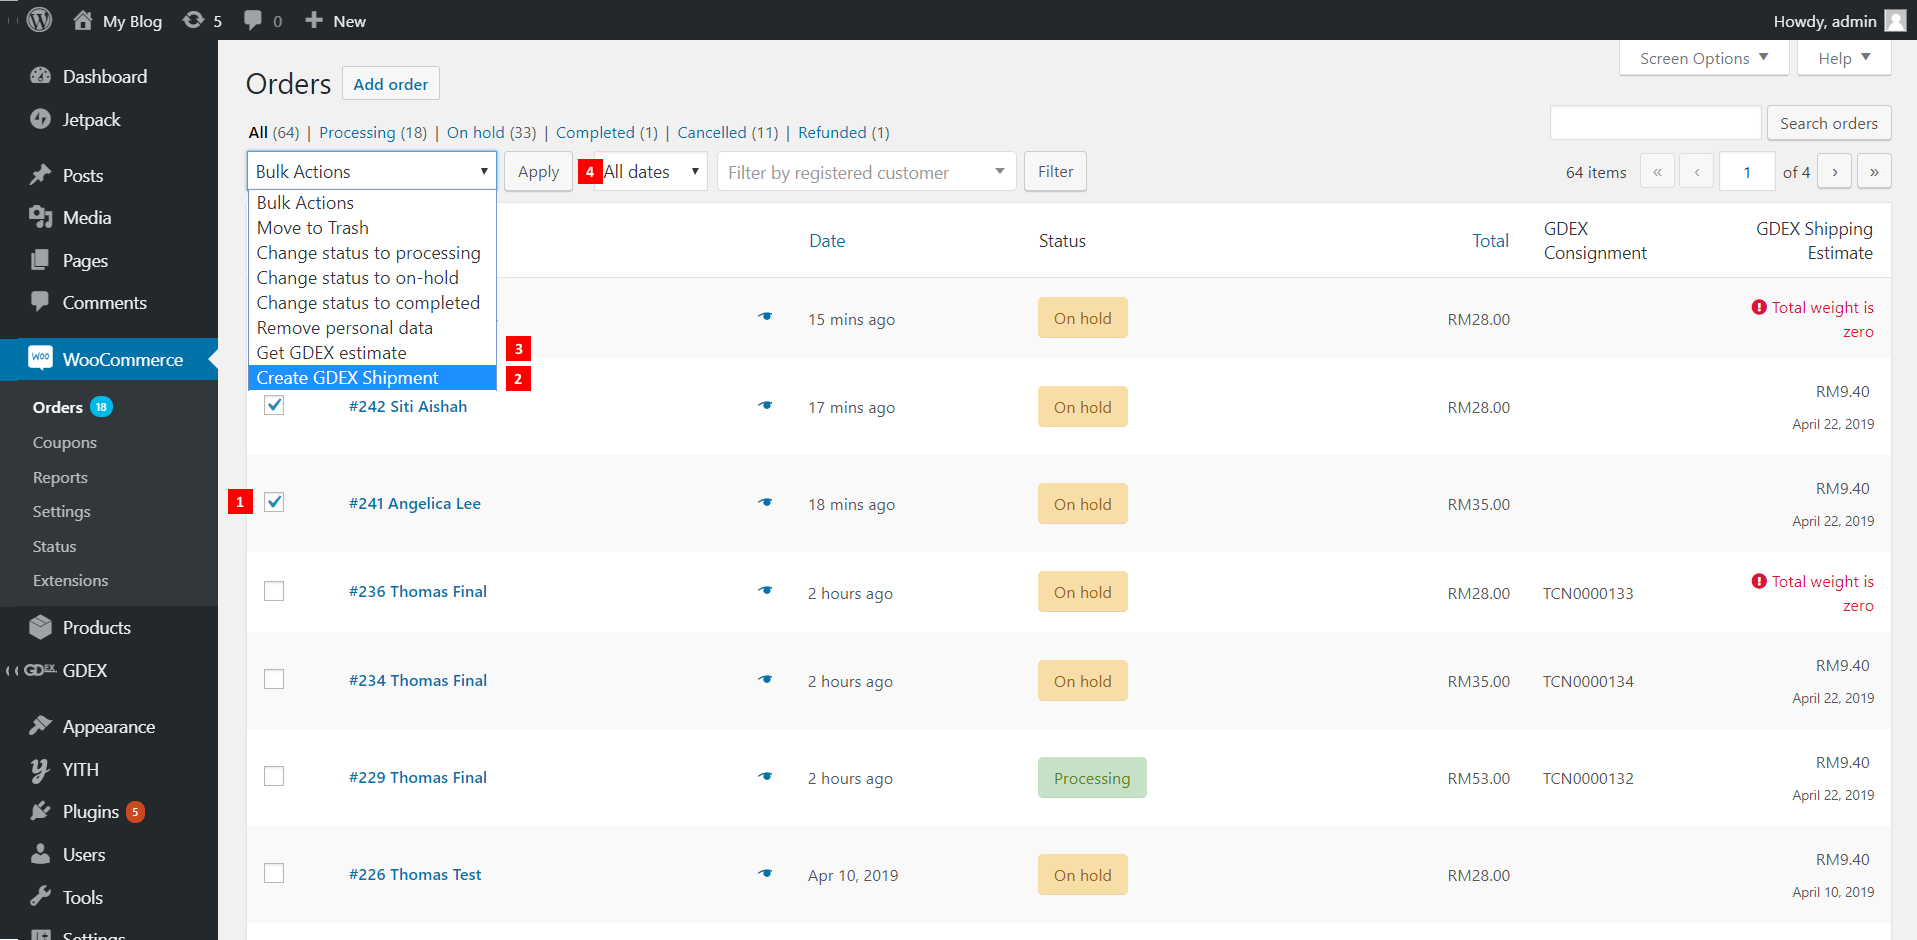 My Blog 5 0 New Howdy, admin
Screen Options Help
Orders Add order
All (64) | Processing (18) | On hold (33) | Completed (1) | Cancelled (11) | Refunded (1)
Search orders
Bulk Actions Apply 4 All dates Filter by registered customer Filter 64 items « ‹ 1 of 4 › »
Bulk Actions
Move to Trash
Change status to processing
Change status to on-hold
Change status to completed
Remove personal data
Get GDEX estimate 3
Create GDEX Shipment 2
Date Status Total GDEX Consignment GDEX Shipping Estimate
15 mins ago On hold RM28.00 Total weight is zero
#242 Siti Aishah 17 mins ago On hold RM28.00 RM9.40
April 22, 2019
1 #241 Angelica Lee 18 mins ago On hold RM35.00 RM9.40
April 22, 2019
#236 Thomas Final 2 hours ago On hold RM28.00 TCN0000133 Total weight is zero
#234 Thomas Final 2 hours ago On hold RM35.00 TCN0000134 RM9.40
April 22, 2019
#229 Thomas Final 2 hours ago Processing RM53.00 TCN0000132 RM9.40
April 22, 2019
#226 Thomas Test Apr 10, 2019 On hold RM28.00 RM9.40
April 10, 2019
Dashboard
Jetpack
Posts
Media
Pages
Comments
Woo WooCommerce
Orders 18
Coupons
Reports
Settings
Status
Extensions
Products
GDEX GDEX
Appearance
YITH
Plugins 5
Users
Tools
Settings